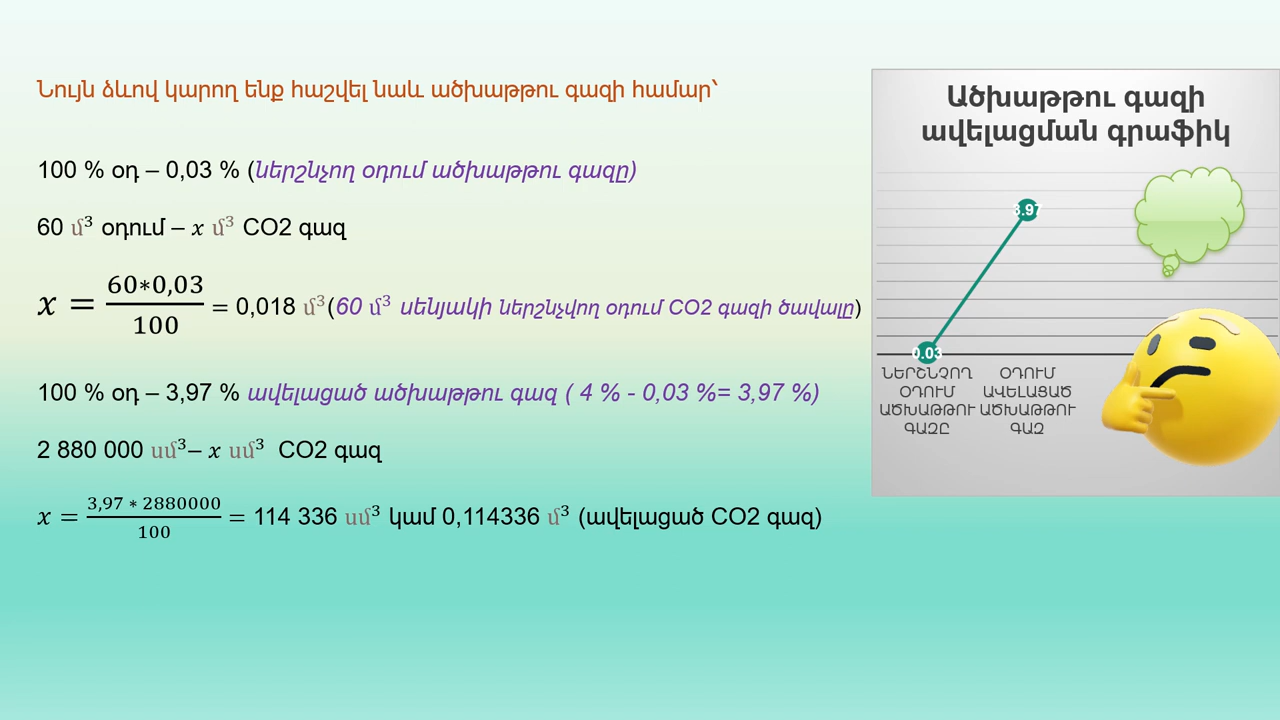 Նույն ձևով կարող ենք հաշվել նաև ածխաթթու գազի համար՝
100 % օդ – 0,03 % (ներշնչող օդում ածխաթթու գազը)
60 մ³ օդում – x մ³ CO2 գազ
x = 60*0,03/100 = 0,018 մ³(60 մ³ սենյակի ներշնչվող օդում CO2 գազի ծավալը)
100 % օդ – 3,97 % ավելացած ածխաթթու գազ ( 4 % - 0,03 %= 3,97 %)
2 880 000 սմ³– x սմ³ CO2 գազ
x = 3,97 * 2880000/100 = 114 336 սմ³ կամ 0,114336 մ³ (ավելացած CO2 գազ)
Ածխաթթու գազի
ավելացման գրաֆիկ
3.97
0.03
ՆԵՐՇՆՉՈՂ
ՕԴՈՒՄ
ԱԾԽԱԹԹՈՒ
ԳԱԶԸ
ՕԴՈՒՄ
ԱՎԵԼԱՑԱԾ
ԱԾԽԱԹԹՈՒ
ԳԱԶ